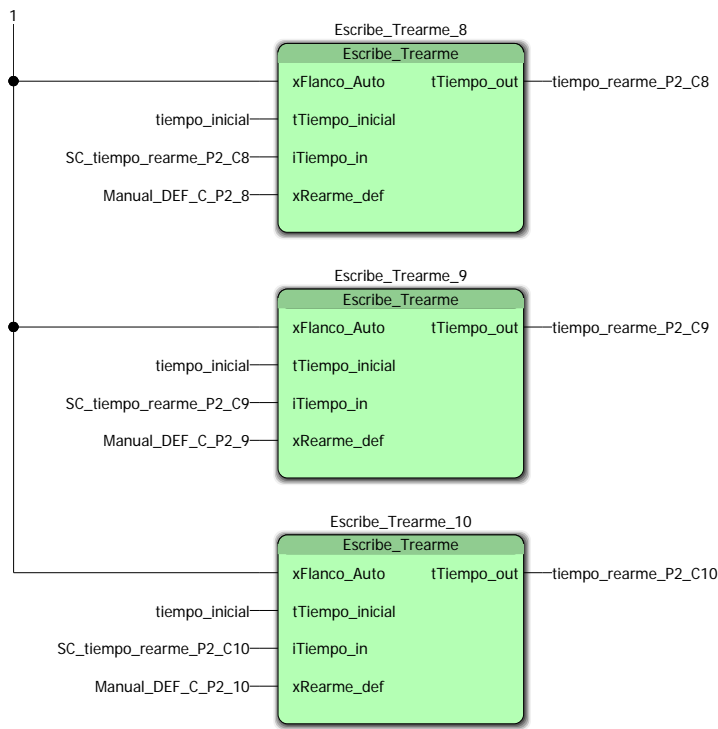 1
Escribe_Trearme_8
Escribe_Trearme
xFlanco_Auto tTiempo_out tiempo_rearme_P2_C8
tiempo_inicial tTiempo_inicial
SC_tiempo_rearme_P2_C8 iTiempo_in
Manual_DEF_C_P2_8 xRearme_def
Escribe_Trearme_9
Escribe_Trearme
xFlanco_Auto tTiempo_out tiempo_rearme_P2_C9
tiempo_inicial tTiempo_inicial
SC_tiempo_rearme_P2_C9 iTiempo_in
Manual_DEF_C_P2_9 xRearme_def
Escribe_Trearme_10
Escribe_Trearme
xFlanco_Auto tTiempo_out tiempo_rearme_P2_C10
tiempo_inicial tTiempo_inicial
SC_tiempo_rearme_P2_C10 iTiempo_in
Manual_DEF_C_P2_10 xRearme_def